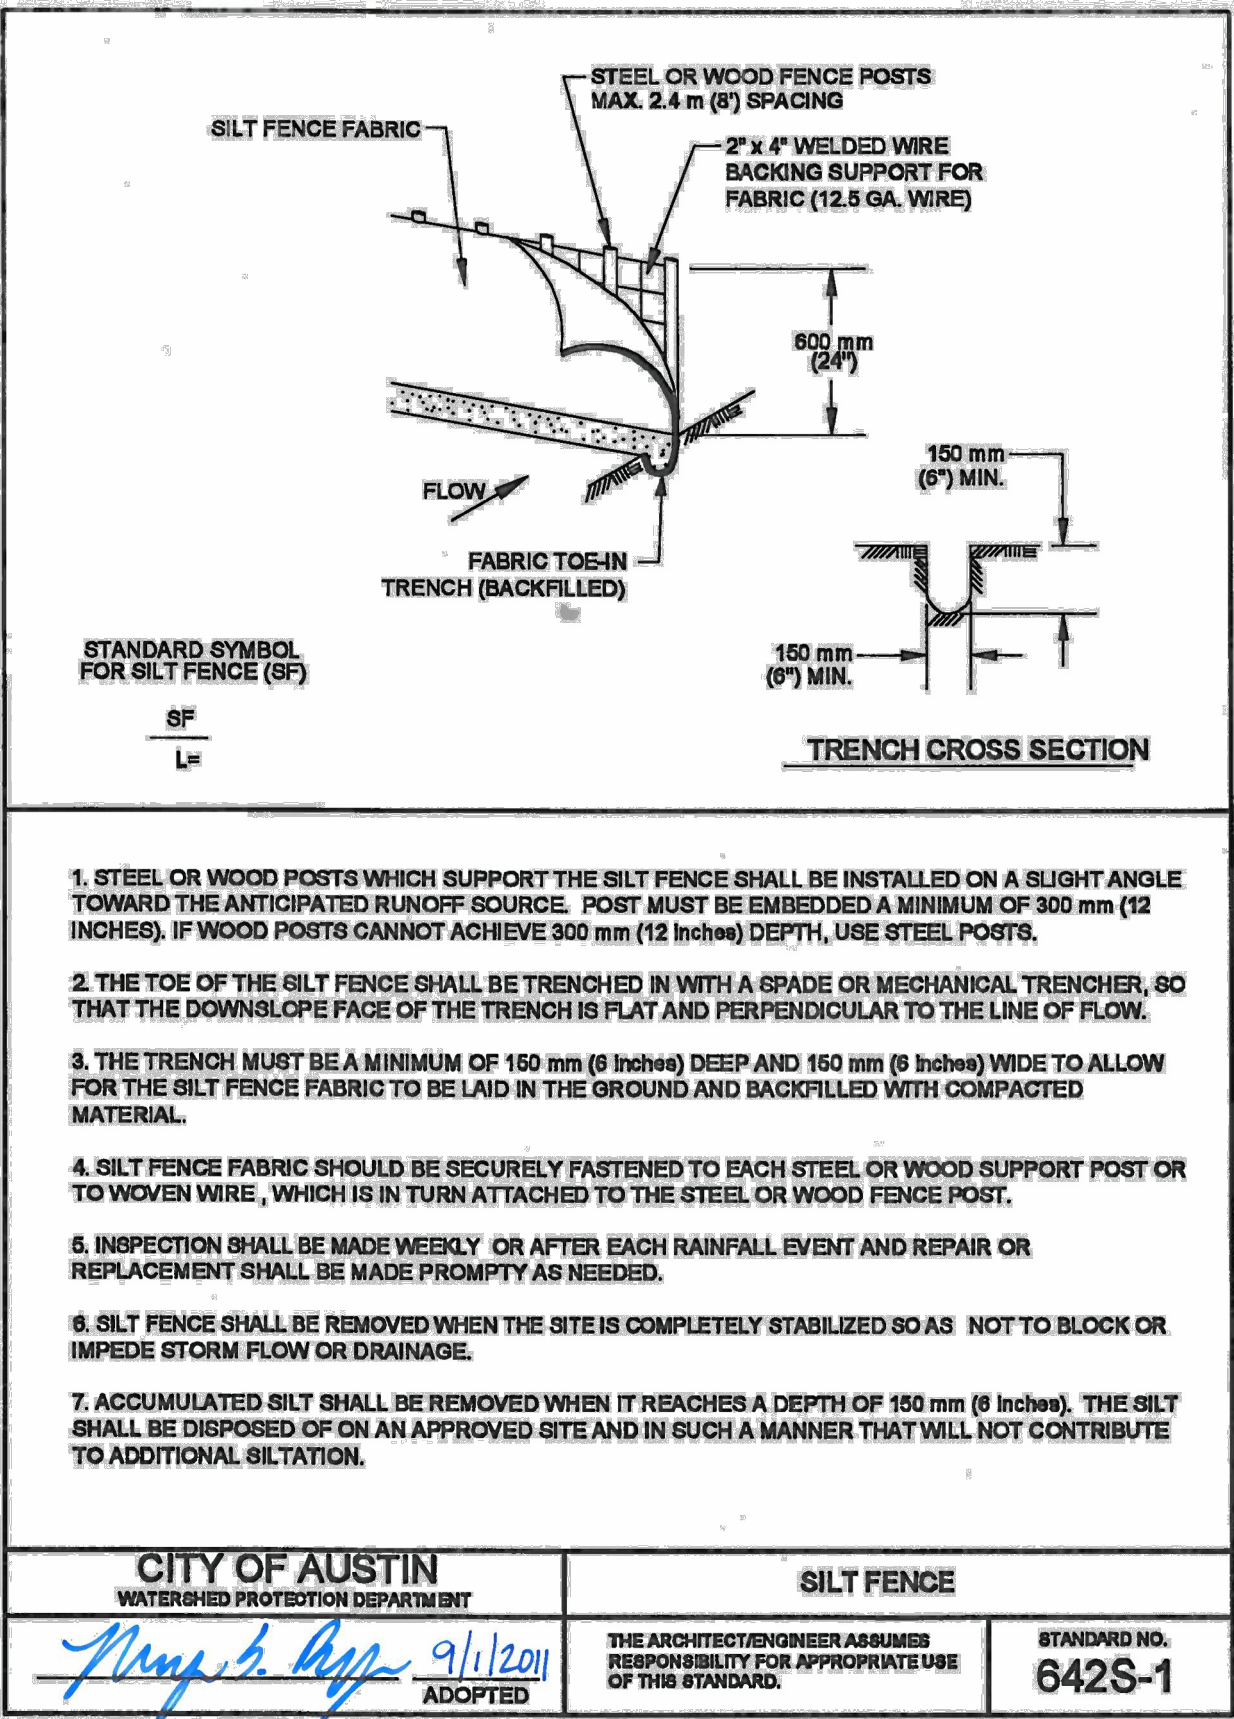 STEEL OR WOOD FENCE POSTS
MAX. 2.4 m (8') SPACING
SILT FENCE FABRIC
2" x 4" WELDED WIRE
BACKING SUPPORT FOR
FABRIC (12.5 GA. WIRE)
600 mm
(24")
150 mm
(6") MIN.
FLOW
FABRIC TOE-IN
TRENCH (BACKFILLED)
STANDARD SYMBOL
FOR SILT FENCE (SF)
SF
L=
150 mm
(6") MIN.
TRENCH CROSS SECTION
1. STEEL OR WOOD POSTS WHICH SUPPORT THE SILT FENCE SHALL BE INSTALLED ON A SLIGHT ANGLE
TOWARD THE ANTICIPATED RUNOFF SOURCE. POST MUST BE EMBEDDED A MINIMUM OF 300 mm (12
INCHES). IF WOOD POSTS CANNOT ACHIEVE 300 mm (12 inches) DEPTH, USE STEEL POSTS.
2. THE TOE OF THE SILT FENCE SHALL BE TRENCHED IN WITH A SPADE OR MECHANICAL TRENCHER, SO
THAT THE DOWNSLOPE FACE OF THE TRENCH IS FLAT AND PERPENDICULAR TO THE LINE OF FLOW.
3. THE TRENCH MUST BE A MINIMUM OF 150 mm (6 inches) DEEP AND 150 mm (6 inches) WIDE TO ALLOW
FOR THE SILT FENCE FABRIC TO BE LAID IN THE GROUND AND BACKFILLED WITH COMPACTED
MATERIAL.
4. SILT FENCE FABRIC SHOULD BE SECURELY FASTENED TO EACH STEEL OR WOOD SUPPORT POST OR
TO WOVEN WIRE , WHICH IS IN TURN ATTACHED TO THE STEEL OR WOOD FENCE POST.
5. INSPECTION SHALL BE MADE WEEKLY OR AFTER EACH RAINFALL EVENT AND REPAIR OR
REPLACEMENT SHALL BE MADE PROMPTY AS NEEDED.
6. SILT FENCE SHALL BE REMOVED WHEN THE SITE IS COMPLETELY STABILIZED SO AS NOT TO BLOCK OR
IMPEDE STORM FLOW OR DRAINAGE.
7. ACCUMULATED SILT SHALL BE REMOVED WHEN IT REACHES A DEPTH OF 150 mm (6 inches). THE SILT
SHALL BE DISPOSED OF ON AN APPROVED SITE AND IN SUCH A MANNER THAT WILL NOT CONTRIBUTE
TO ADDITIONAL SILTATION.
CITY OF AUSTIN
WATERSHED PROTECTION DEPARTMENT
SILT FENCE
9/1/2011
ADOPTED
THE ARCHITECT/ENGINEER ASSUMES
RESPONSIBILITY FOR APPROPRIATE USE
OF THIS STANDARD.
STANDARD NO.
642S-1